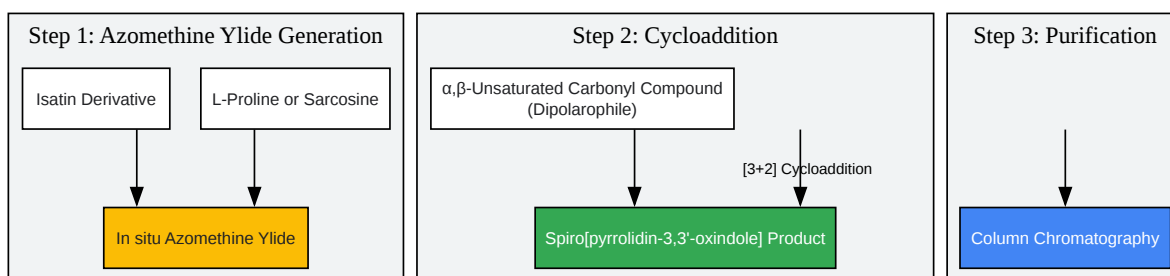 Step 1: Azomethine Ylide Generation
Isatin Derivative
L-Proline or Sarcosine
In situ Azomethine Ylide
Step 2: Cycloaddition
α,β-Unsaturated Carbonyl Compound
(Dipolarophile)
[3+2] Cycloaddition
Spiro[pyrrolidin-3,3'-oxindole] Product
Step 3: Purification
Column Chromatography